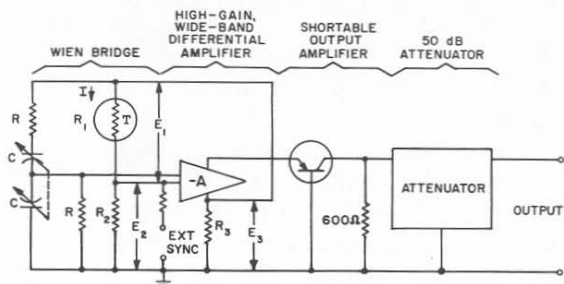 HIGH-GAIN,
WIDE-BAND
DIFFERENTIAL
AMPLIFIER
SHORTABLE
OUTPUT
AMPLIFIER
50 dB
ATTENUATOR
WIEN BRIDGE
I
R
R₁
T
E₁
C
-A
C
R
R₂
E₂
EXT
SYNC
R₃
E₃
600Ω
ATTENUATOR
OUTPUT